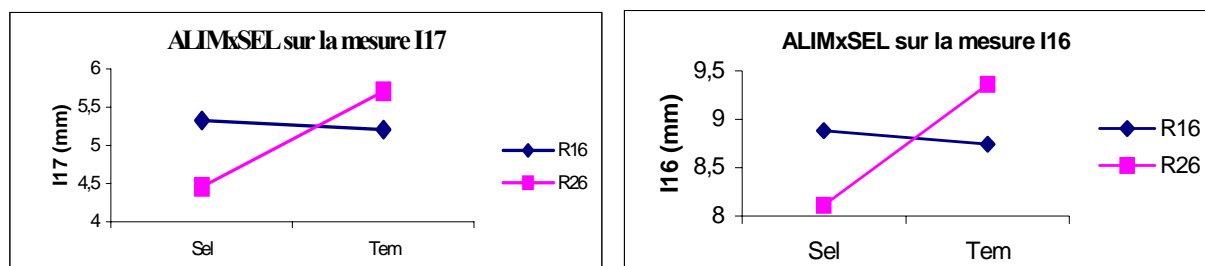 ALIMxSEL sur la mesure I17
I17 (mm)
6
5,5
5
4,5
4
Sel
Tem
R16
R26
ALIMxSEL sur la mesure I16
I16 (mm)
9,5
9
8,5
8
Sel
Tem
R16
R26